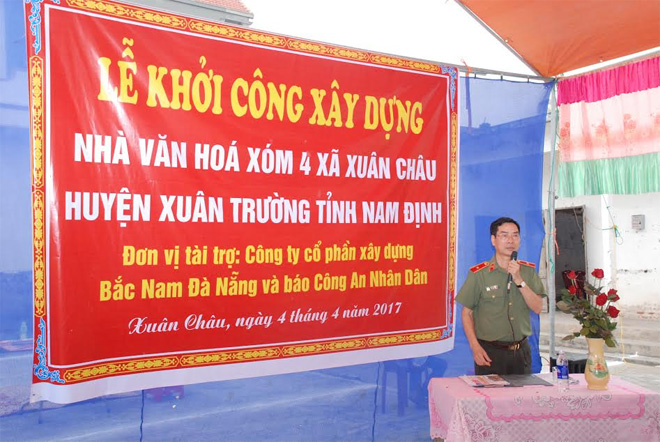 LỄ KHỞI CÔNG XÂY DỰNG
NHÀ VĂN HOÁ XÓM 4 XÃ XUÂN CHÂU
HUYỆN XUÂN TRƯỜNG TỈNH NAM ĐỊNH
Đơn vị tài trợ: Công ty cổ phần xây dựng
Bắc Nam Đà Nẵng và báo Công An Nhân Dân
Xuân Châu, ngày 4 tháng 4 năm 2017